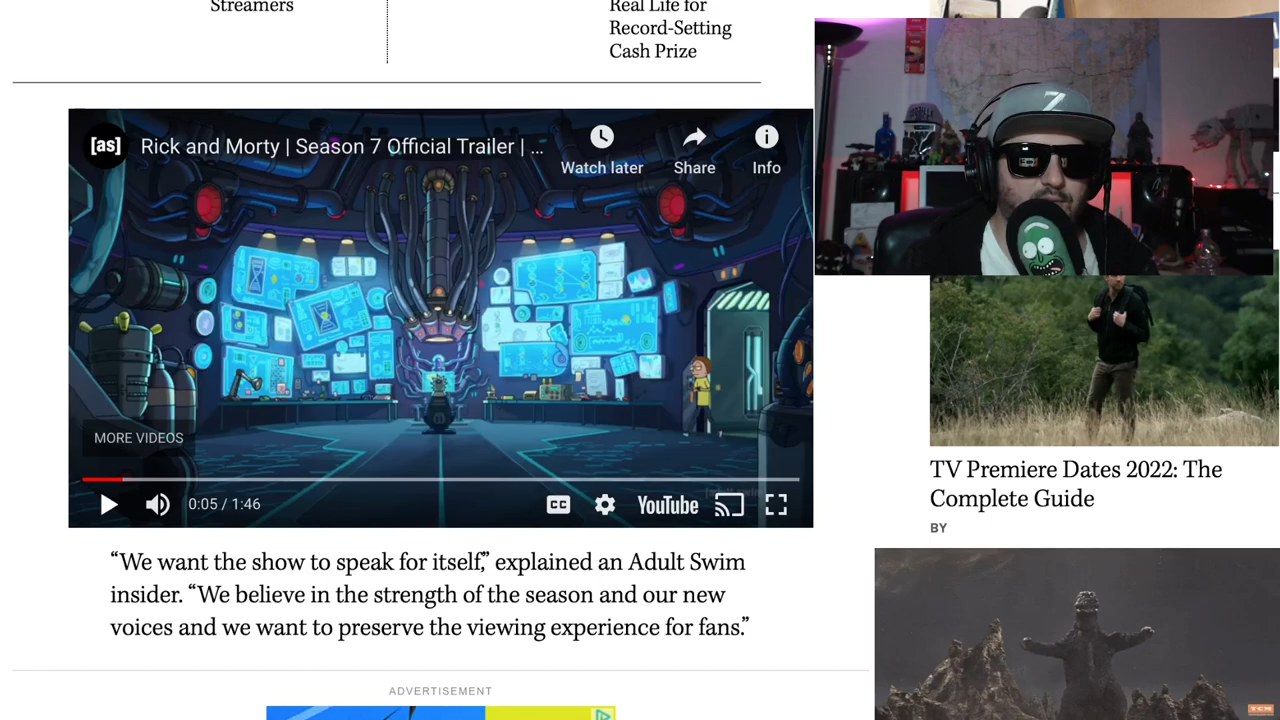 Streamers
Real Life for
Record-Setting
Cash Prize
[as]
Rick and Morty | Season 7 Official Trailer | ...
Watch later
Share
Info
MORE VIDEOS
0:05 / 1:46
CC
YouTube
“We want the show to speak for itself,” explained an Adult Swim
insider. “We believe in the strength of the season and our new
voices and we want to preserve the viewing experience for fans.”
ADVERTISEMENT
Z
TV Premiere Dates 2022: The
Complete Guide
BY
TCM